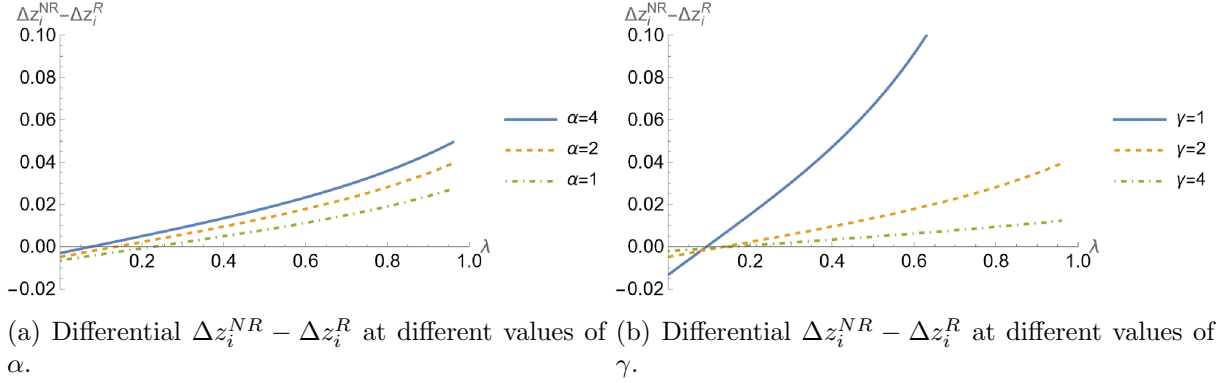 Δz_i^NR−Δz_i^R
0.10
0.08
0.06
0.04
0.02
0.00
−0.02
0.2 0.4 0.6 0.8 1.0 λ
α=4
α=2
α=1
Δz_i^NR−Δz_i^R
0.10
0.08
0.06
0.04
0.02
0.00
−0.02
0.2 0.4 0.6 0.8 1.0 λ
γ=1
γ=2
γ=4
(a) Differential Δz_i^NR − Δz_i^R at different values of
α.
(b) Differential Δz_i^NR − Δz_i^R at different values of
γ.